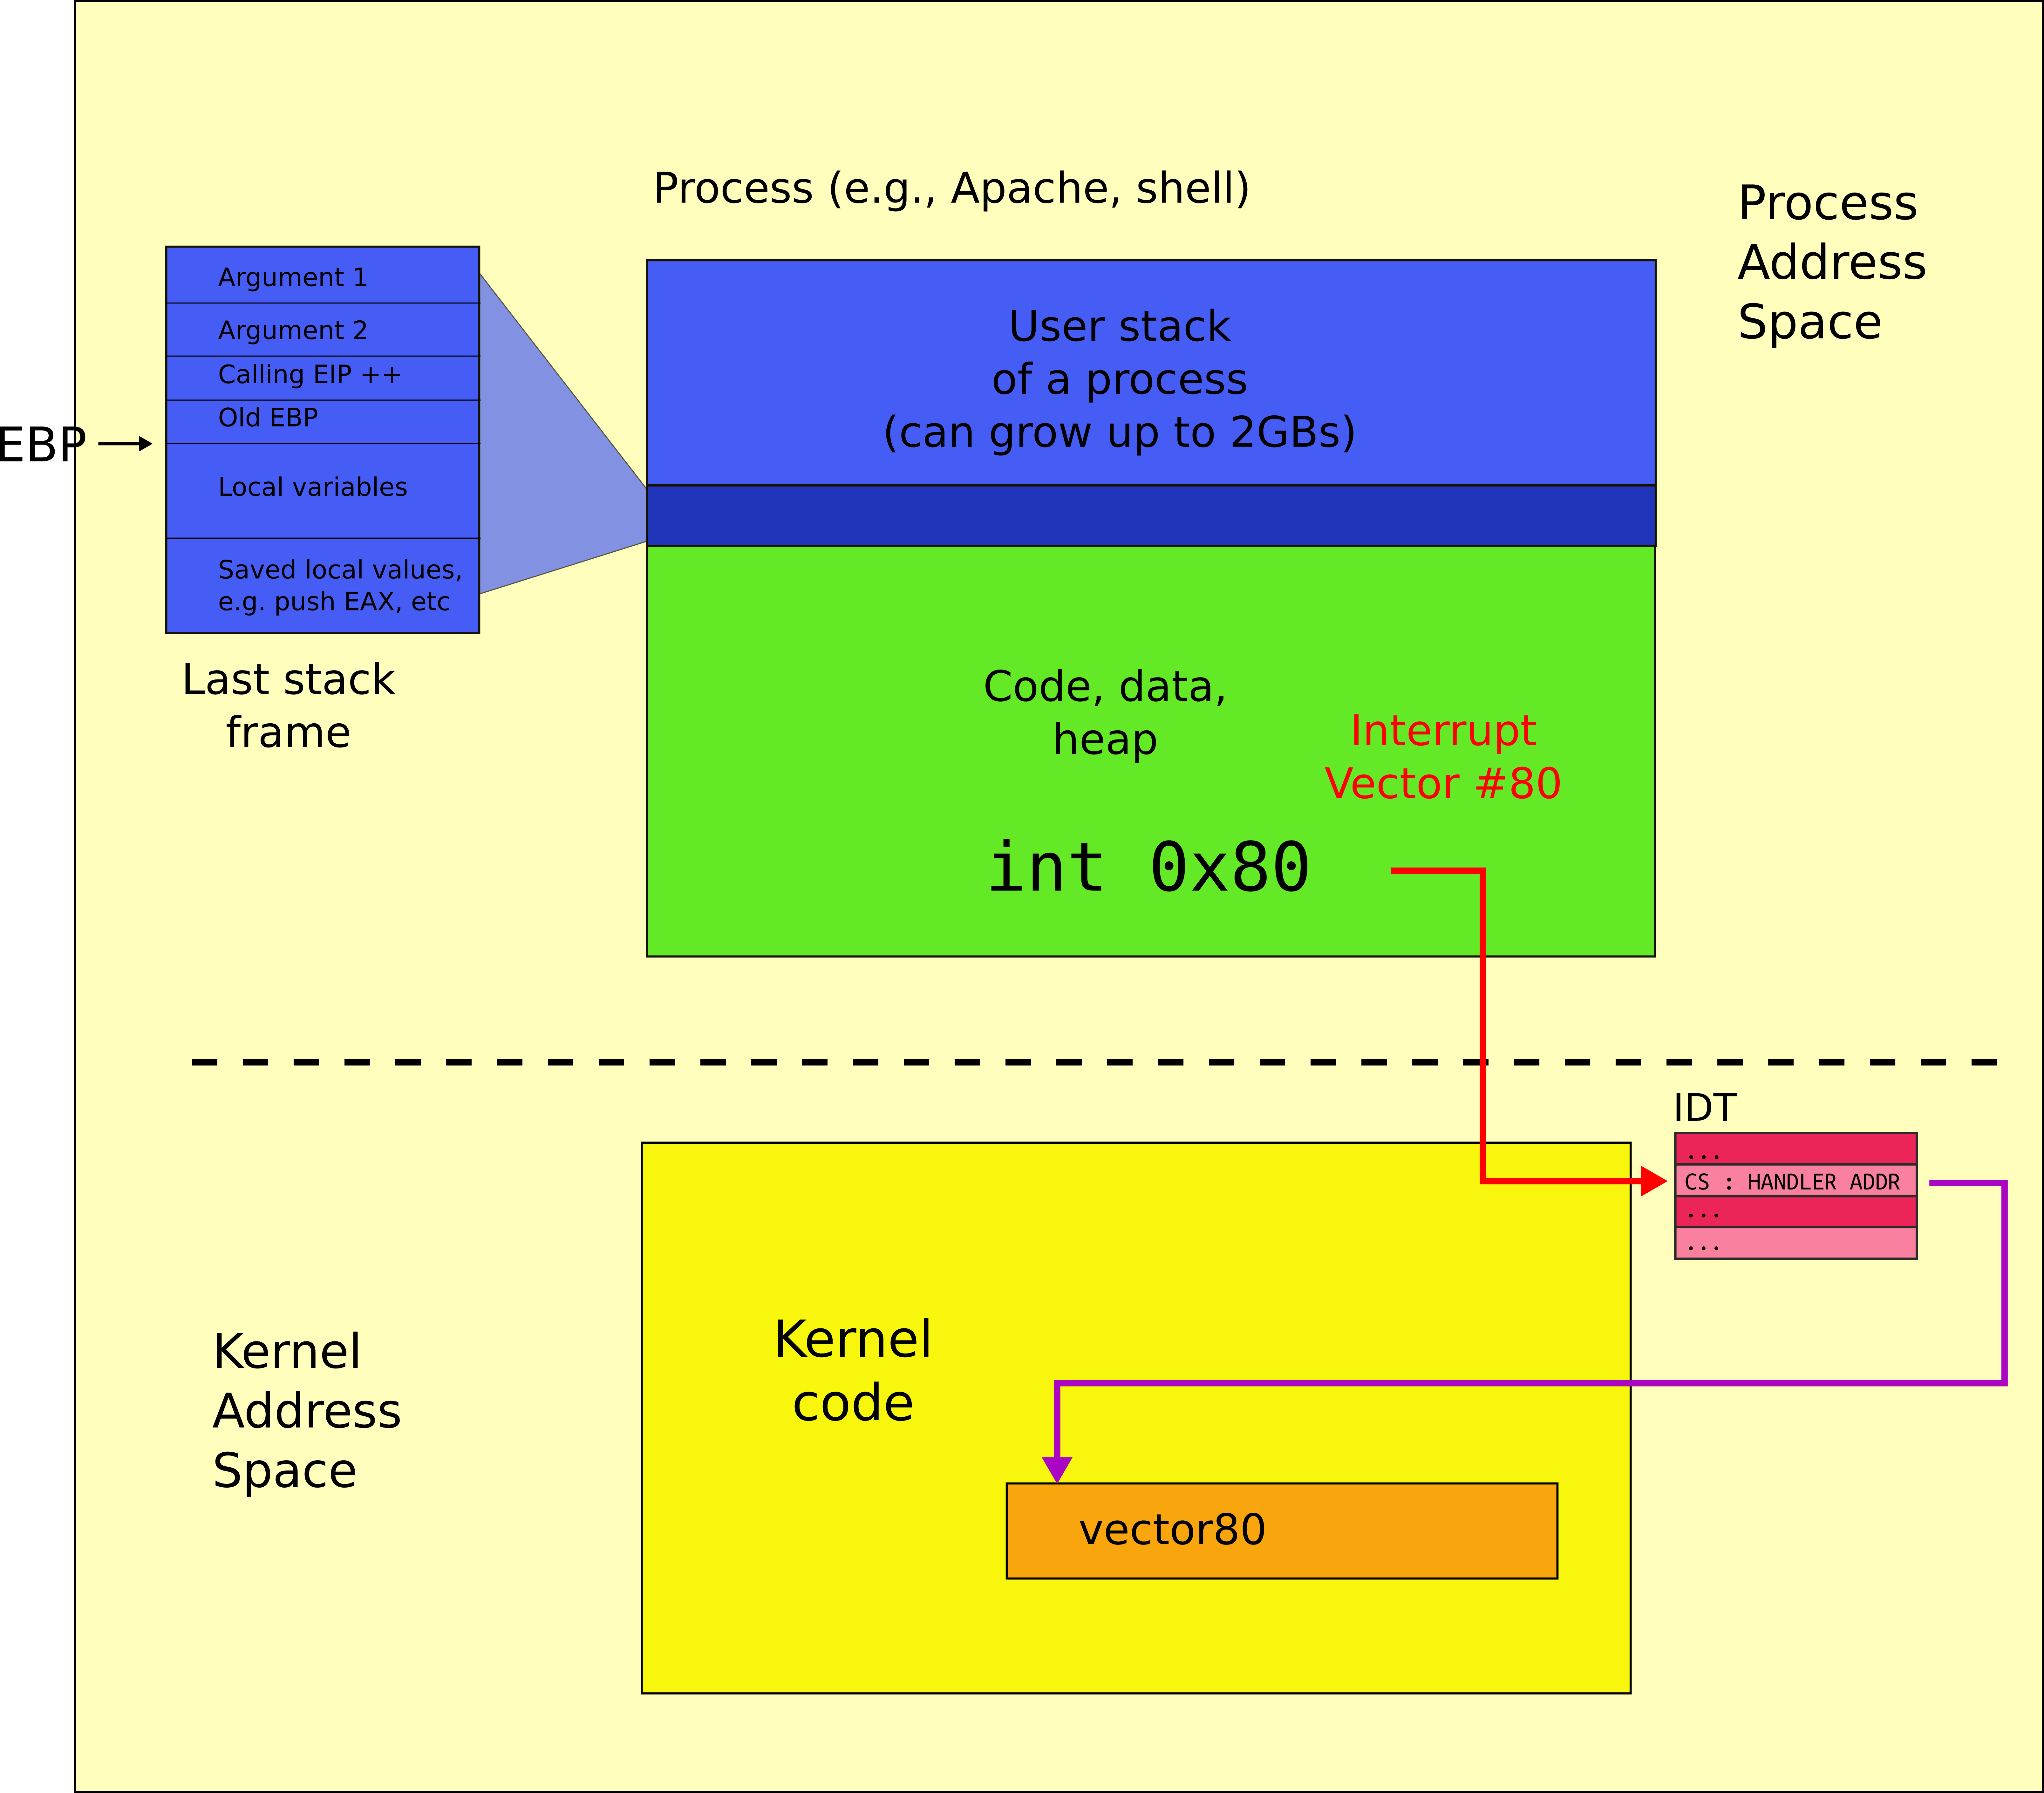 Process (e.g., Apache, shell)
Process
Address
Space
Argument 1
Argument 2
Calling EIP ++
Old EBP
EBP
Local variables
Saved local values,
e.g. push EAX, etc
Last stack
frame
User stack
of a process
(can grow up to 2GBs)
Code, data,
heap
Interrupt
Vector #80
int 0x80
IDT
...
CS : HANDLER ADDR
...
...
Kernel
Address
Space
Kernel
code
vector80